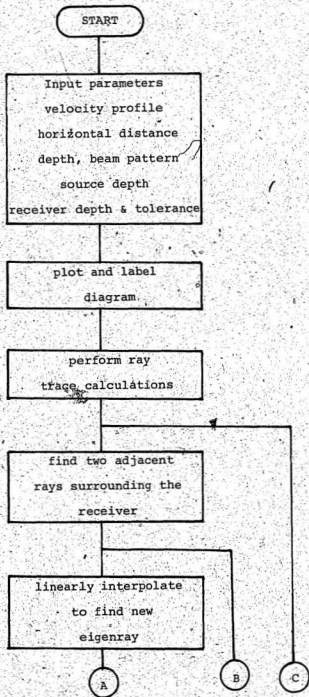 START
Input parameters
velocity profile
horizontal distance
depth, beam pattern
source depth
receiver depth & tolerance
plot and label
diagram
perform ray
trace calculations
find two adjacent
rays surrounding the
receiver
linearly interpolate
to find new
eigenray
A
B
C